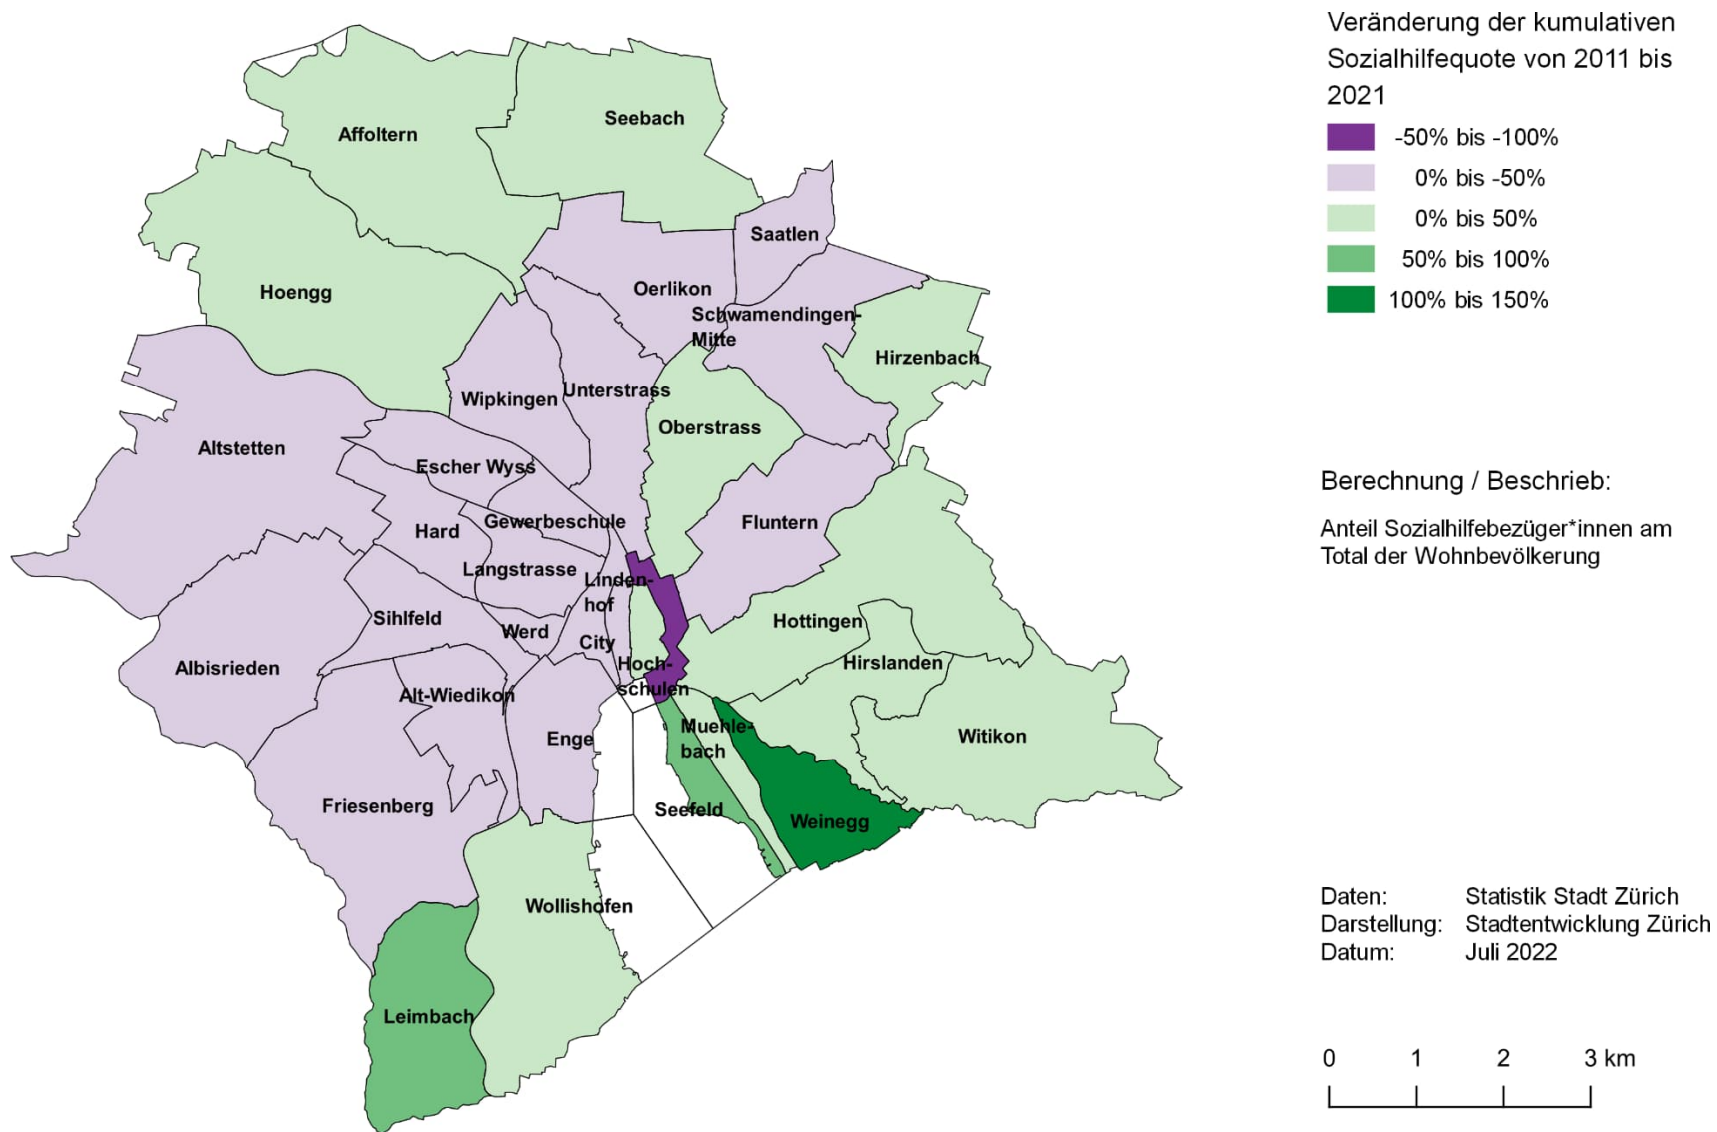 Veränderung der kumulativen
Sozialhilfequote von 2011 bis
2021
-50% bis -100%
0% bis -50%
0% bis 50%
50% bis 100%
100% bis 150%
Seebach
Affoltern
Saatlen
Oerlikon
Hoengg
Schwamendingen-
Mitte
Hirzenbach
Unterstrass
Wipkingen
Oberstrass
Altstetten
Escher Wyss
Gewerbeschule
Fluntern
Hard
Langstrasse
Linden-
hof
Sihlfeld
Werd
City
Hottingen
Hirslanden
Albisrieden
Hoch-
schulen
Alt-Wiedikon
Enge
Muehle-
bach
Witikon
Friesenberg
Seefeld
Weinegg
Wollishofen
Leimbach
Berechnung / Beschrieb:
Anteil Sozialhilfebezüger*innen am
Total der Wohnbevölkerung
Daten: Statistik Stadt Zürich
Darstellung: Stadtentwicklung Zürich
Datum: Juli 2022
0 1 2 3 km